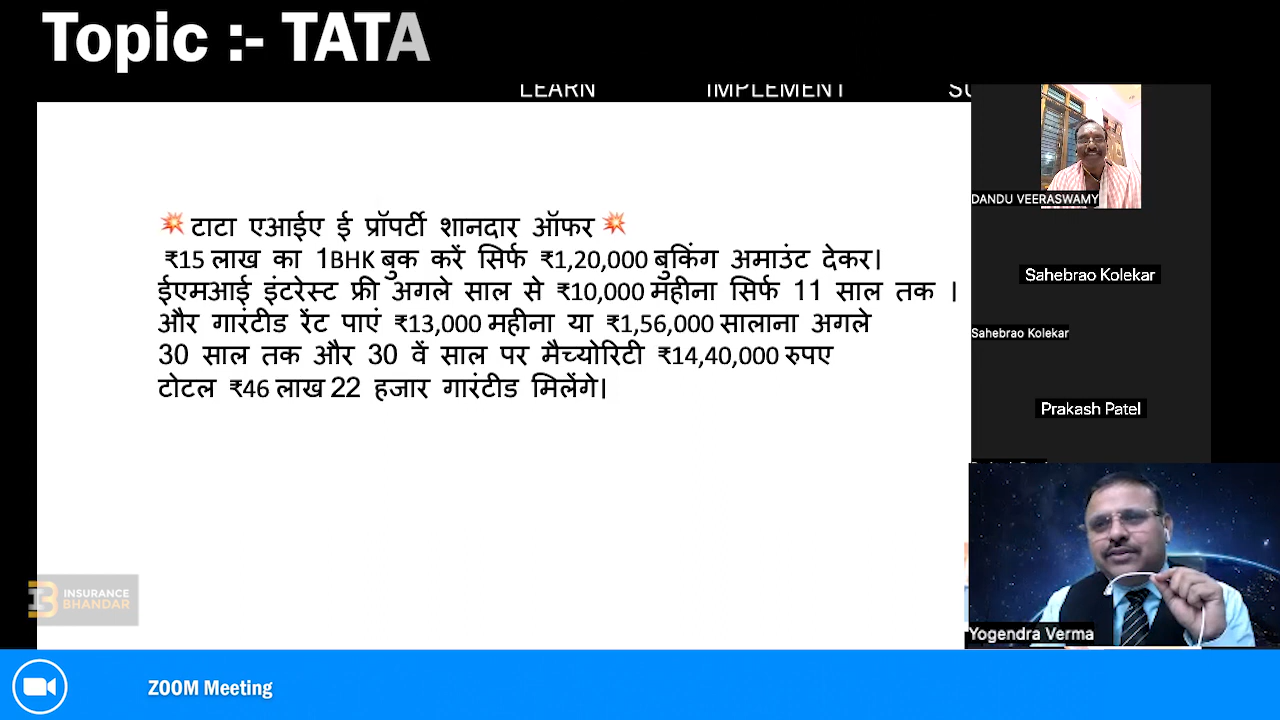 Topic :- TATA
LEARN IMPLEMENT
💥 टाटा एआईए ई प्रॉपर्टी शानदार ऑफर 💥
₹15 लाख का 1BHK बुक करें सिर्फ ₹1,20,000 बुकिंग अमाउंट देकर।
ईएमआई इंटरेस्ट फ्री अगले साल से ₹10,000 महीना सिर्फ 11 साल तक ।
और गारंटीड रेंट पाएं ₹13,000 महीना या ₹1,56,000 सालाना अगले
30 साल तक और 30 वें साल पर मैच्योरिटी ₹14,40,000 रुपए
टोटल ₹46 लाख 22 हजार गारंटीड मिलेंगे।
DANDU VEERASWAMY
Sahebrao Kolekar
Sahebrao Kolekar
Prakash Patel
Yogendra Verma
INSURANCE
BHANDAR
ZOOM Meeting